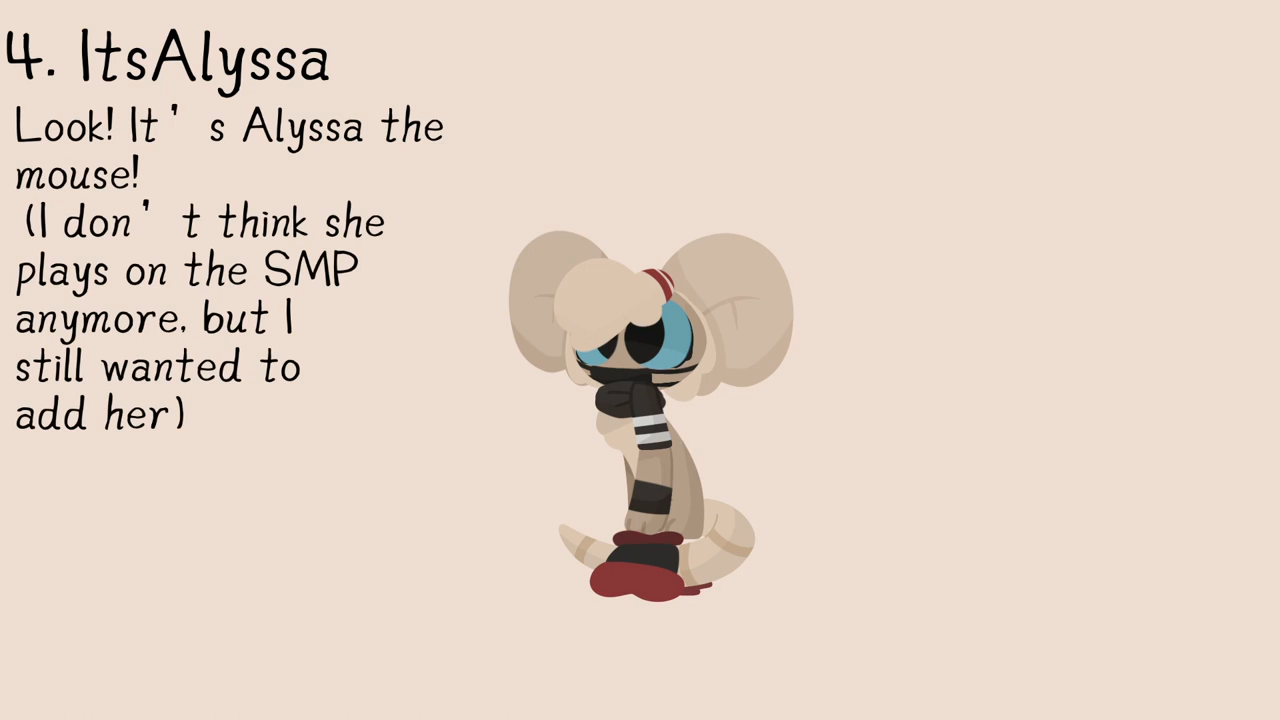 4. ItsAlyssa
Look! It’s Alyssa the
mouse!
(I don’t think she
plays on the SMP
anymore, but I
still wanted to
add her)